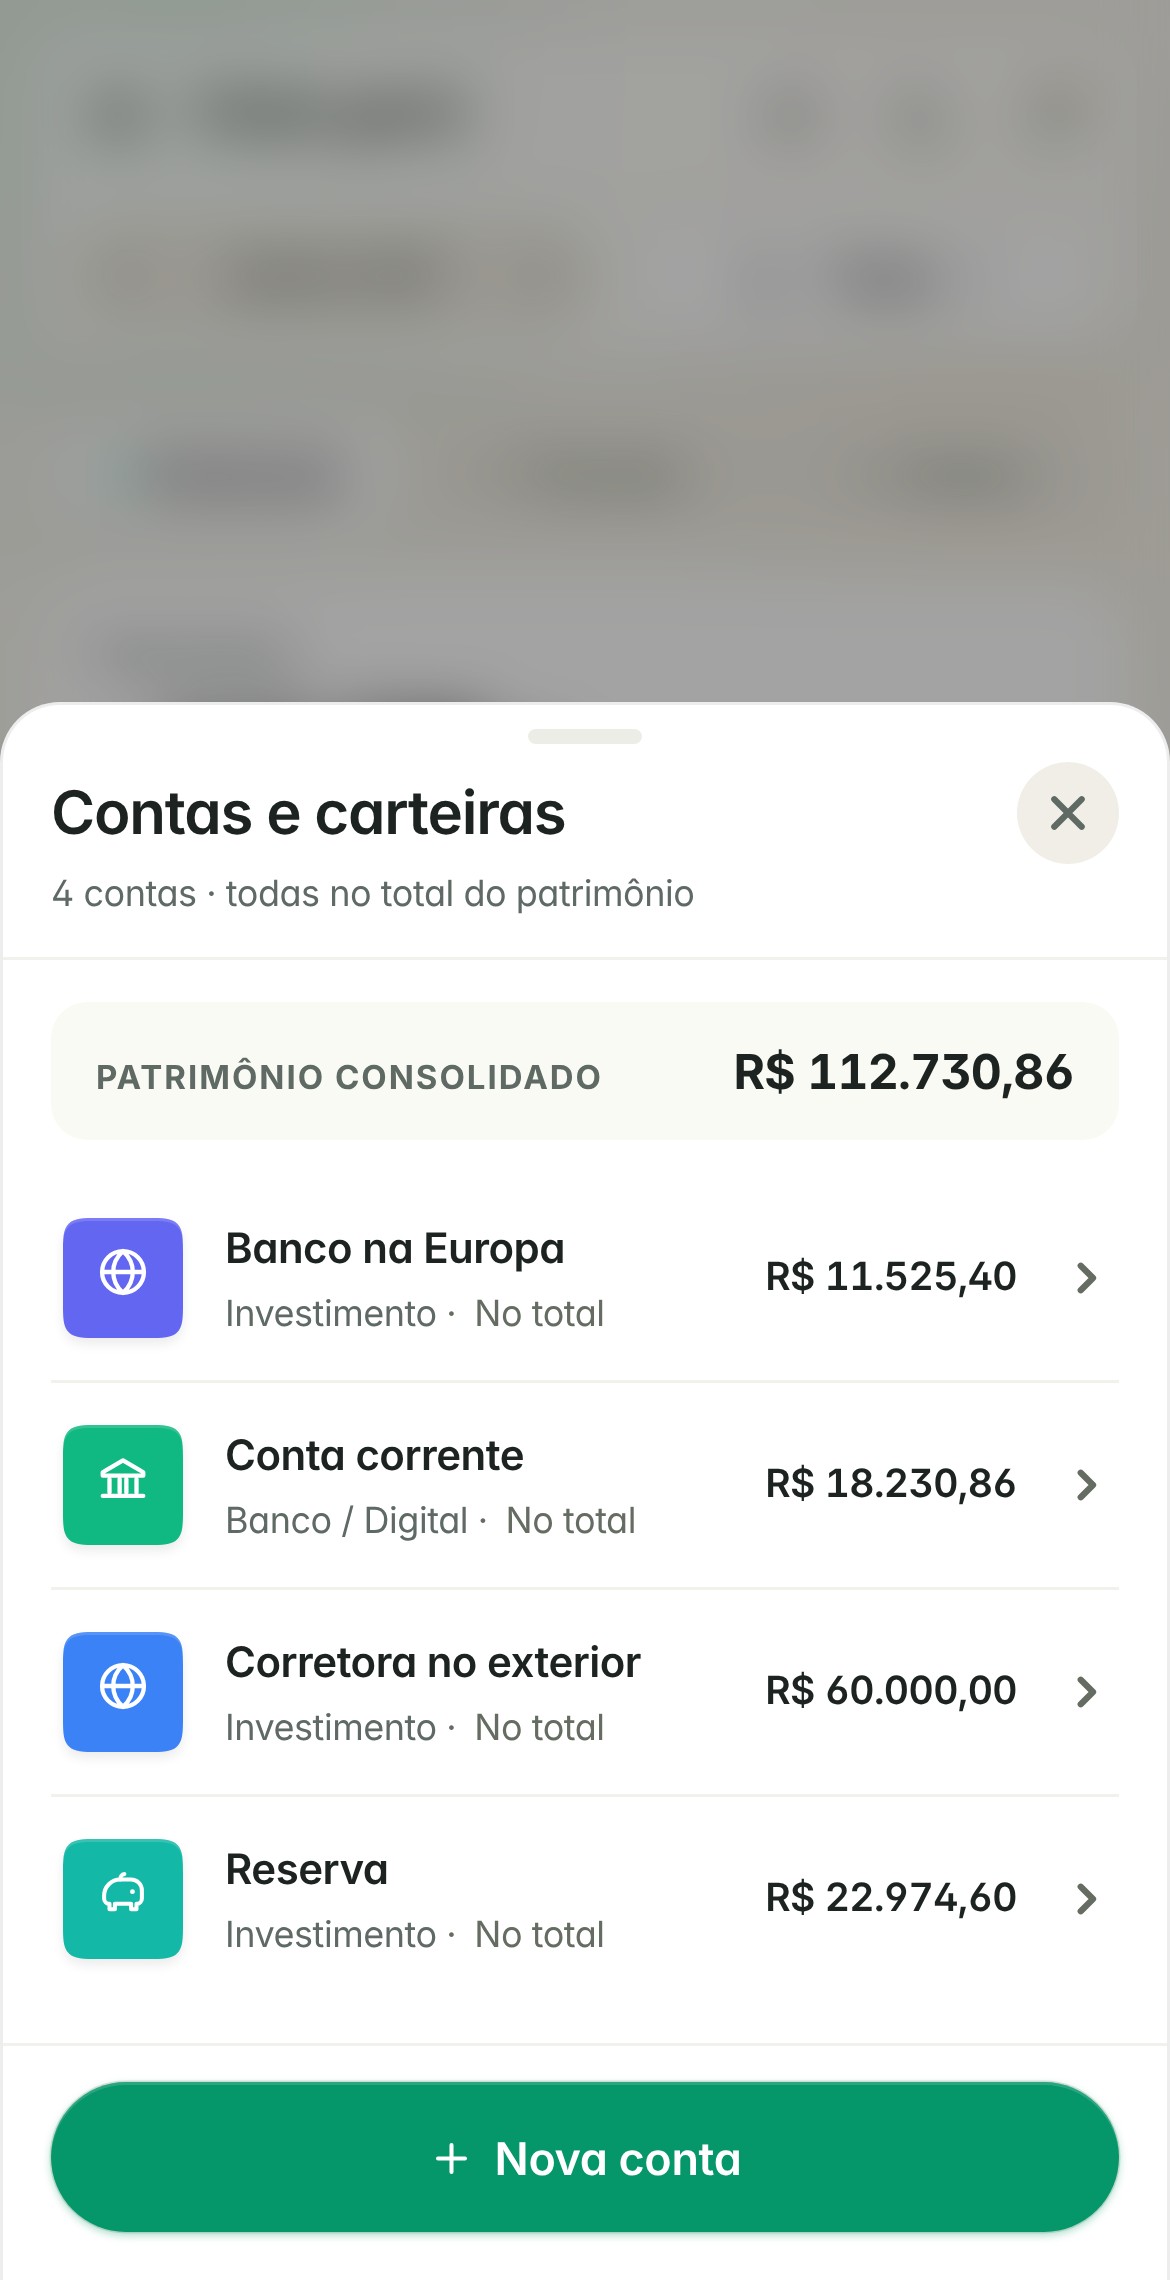 Contas e carteiras
4 contas · todas no total do patrimônio
PATRIMÔNIO CONSOLIDADO R$ 112.730,86
Banco na Europa
Investimento · No total
R$ 11.525,40
Conta corrente
Banco / Digital · No total
R$ 18.230,86
Corretora no exterior
Investimento · No total
R$ 60.000,00
Reserva
Investimento · No total
R$ 22.974,60
+ Nova conta